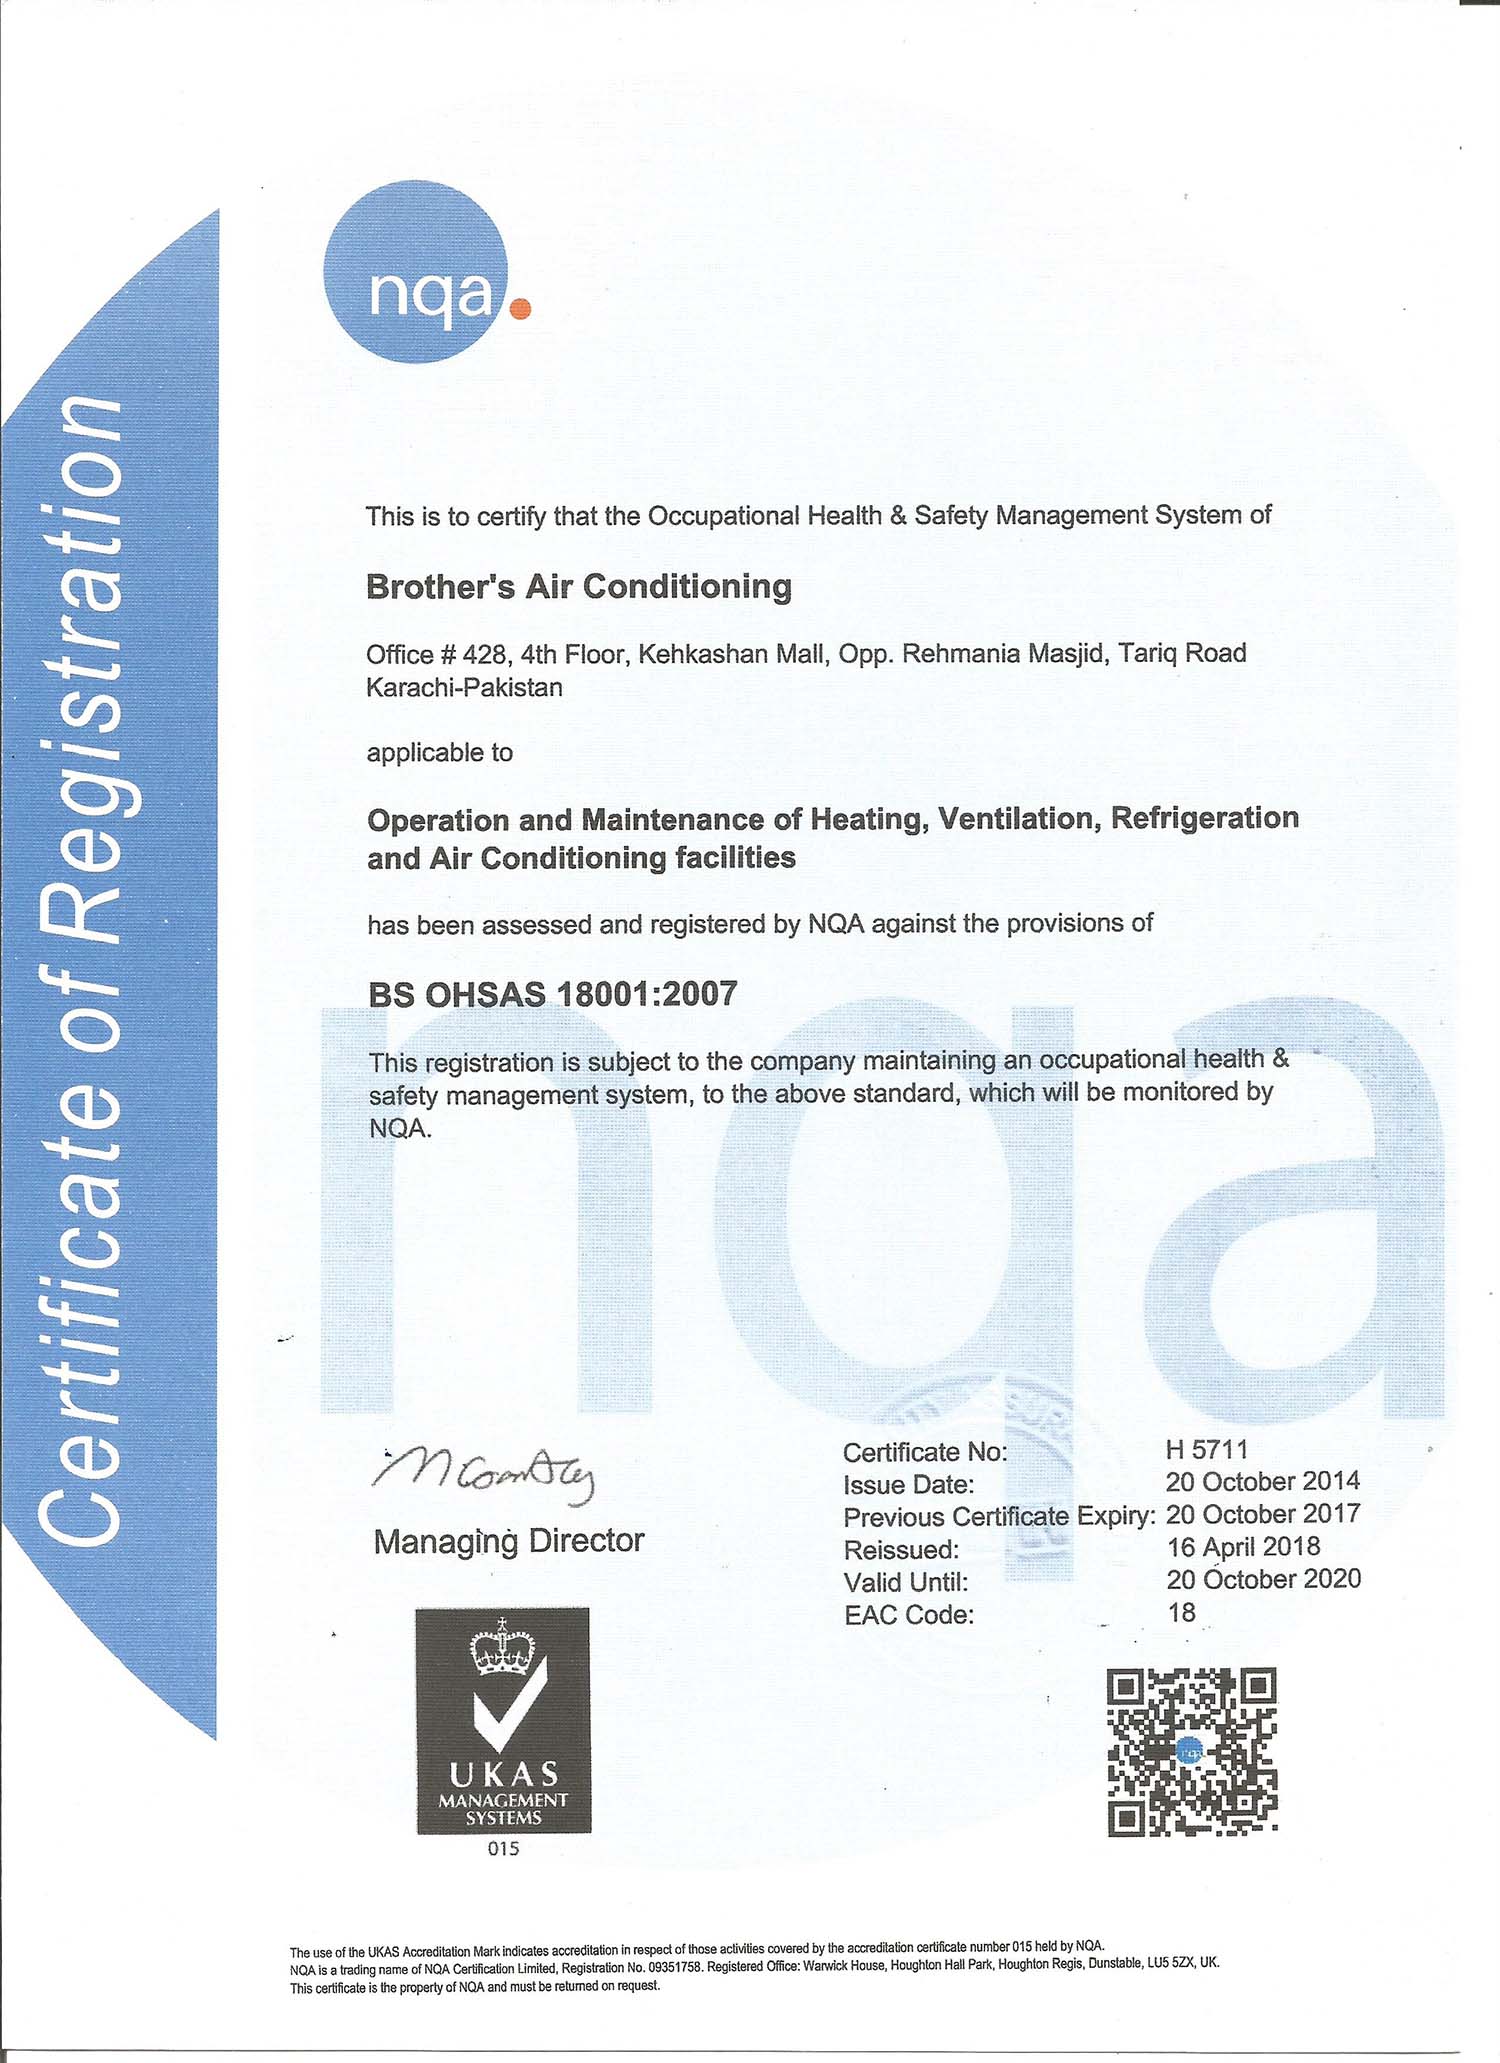 Certificate of Registration
nqa.
This is to certify that the Occupational Health & Safety Management System of
Brother's Air Conditioning
Office # 428, 4th Floor, Kehkashan Mall, Opp. Rehmania Masjid, Tariq Road
Karachi-Pakistan
applicable to
Operation and Maintenance of Heating, Ventilation, Refrigeration
and Air Conditioning facilities
has been assessed and registered by NQA against the provisions of
BS OHSAS 18001:2007
This registration is subject to the company maintaining an occupational health &
safety management system, to the above standard, which will be monitored by
NQA.
nqa
Managing Director
Certificate No: H 5711
Issue Date: 20 October 2014
Previous Certificate Expiry: 20 October 2017
Reissued: 16 April 2018
Valid Until: 20 October 2020
EAC Code: 18
UKAS
MANAGEMENT
SYSTEMS
015
nqa
The use of the UKAS Accreditation Mark indicates accreditation in respect of those activities covered by the accreditation certificate number 015 held by NQA.
NQA is a trading name of NQA Certification Limited, Registration No. 09351758. Registered Office: Warwick House, Houghton Hall Park, Houghton Regis, Dunstable, LU5 5ZX, UK.
This certificate is the property of NQA and must be returned on request.